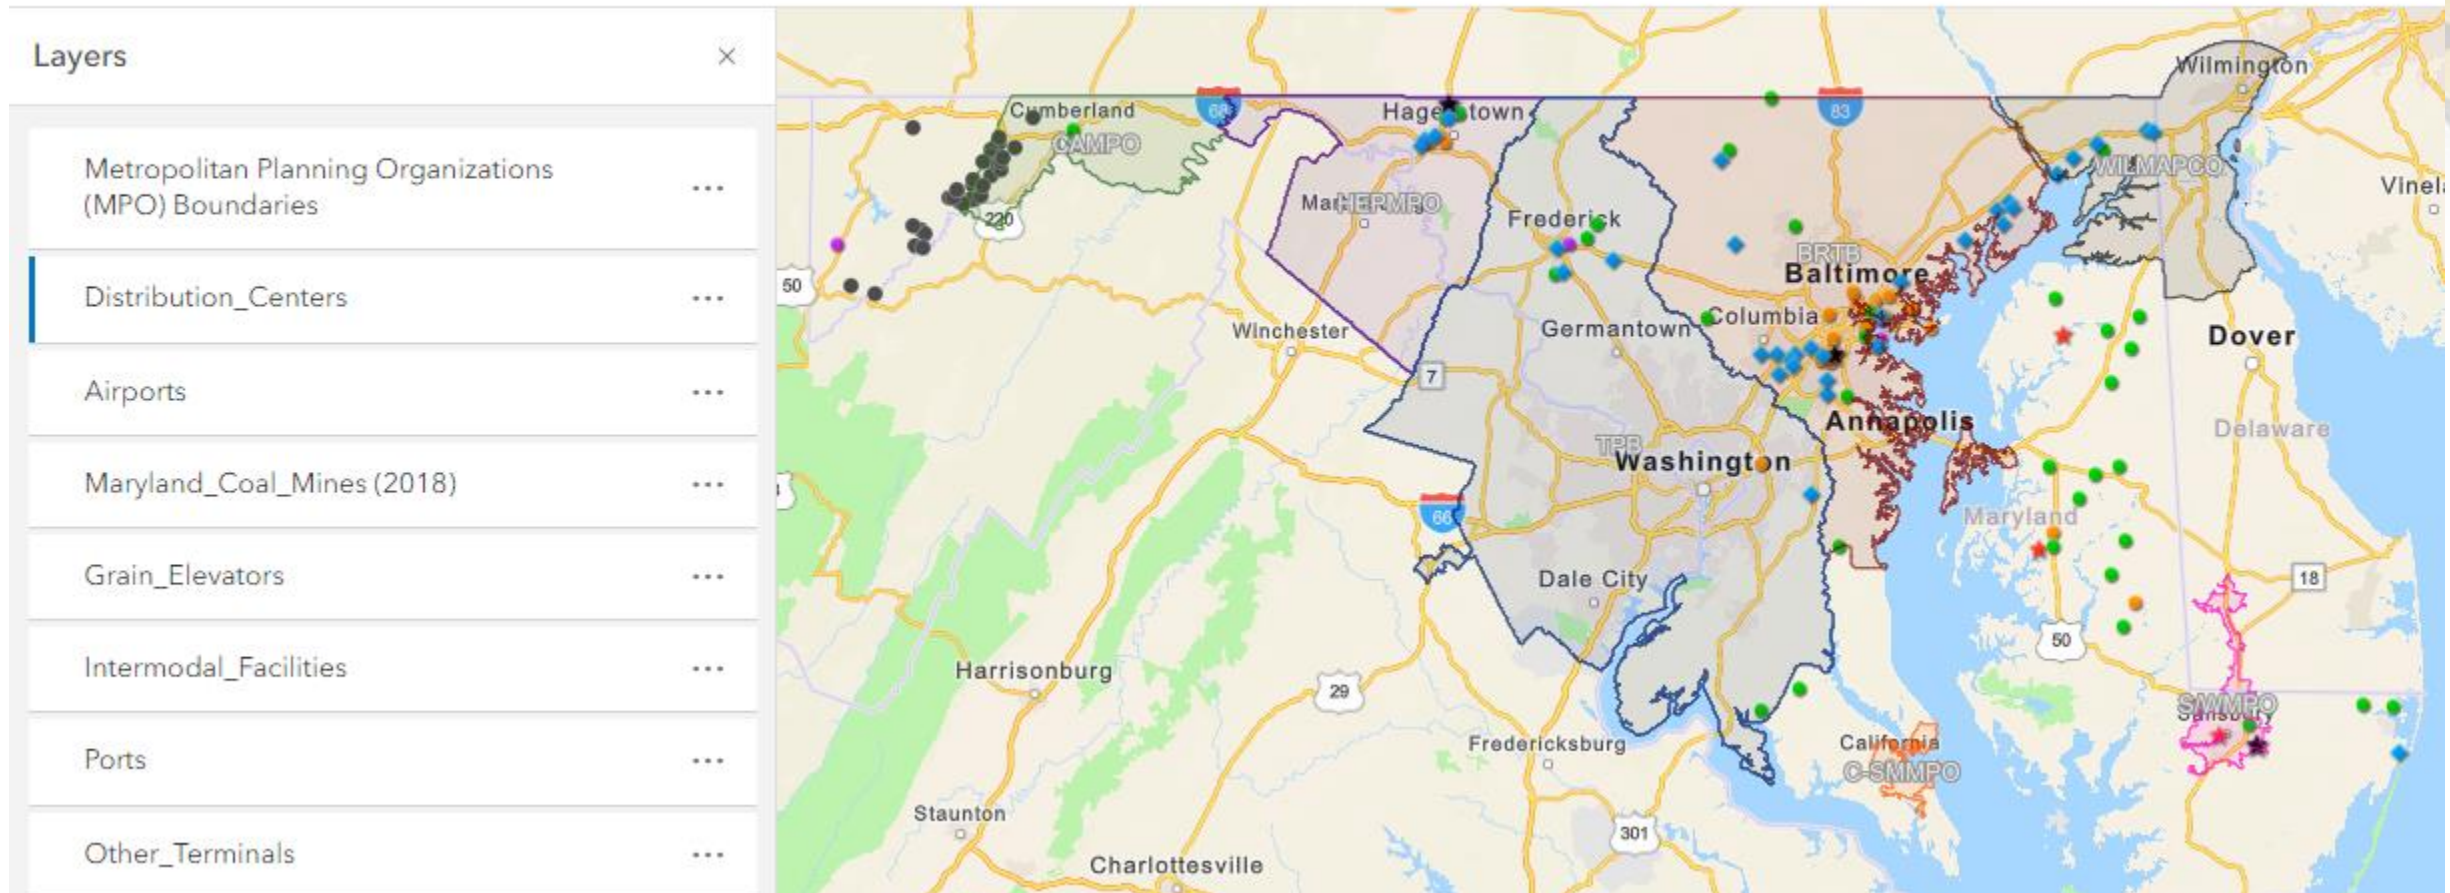 Layers
Metropolitan Planning Organizations
(MPO) Boundaries
Distribution_Centers
Airports
Maryland_Coal_Mines (2018)
Grain_Elevators
Intermodal_Facilities
Ports
Other_Terminals
Wilmington
Cumberland
68
Hagerstown
83
CAMPO
WILMAPCO
Vinel
HEPMPO
Frederick
220
BRTB
Baltimore
50
Winchester
Germantown
Columbia
Dover
7
Annapolis
Delaware
TPB
Washington
66
Maryland
Dale City
18
50
Harrisonburg
29
S/WMPO
Salisbury
Fredericksburg
California
C-SMMPO
Staunton
301
Charlottesville